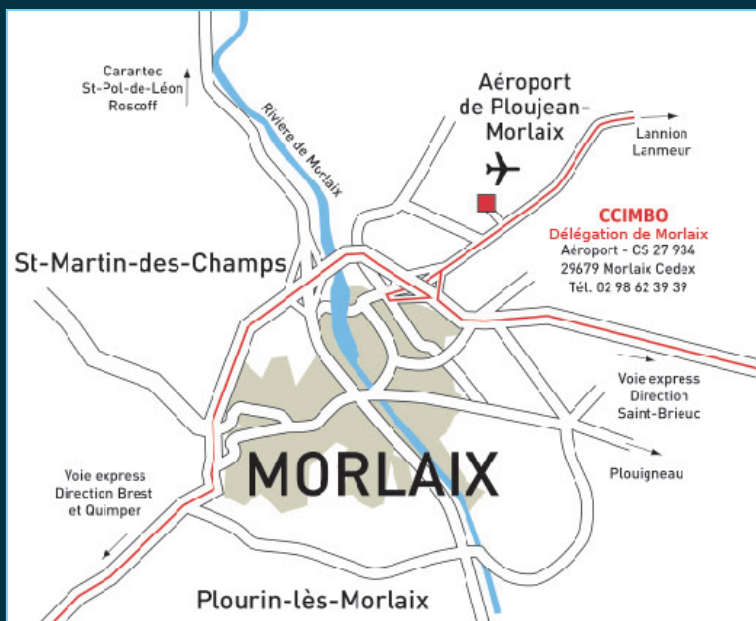 Carantec
St-Pol-de-Léon
Roscoff
Rivière de Morlaix
Aéroport
de Ploujean-
Morlaix
Lannion
Lanmeur
CCIMBO
Délégation de Morlaix
Aéroport - CS 27 934
29679 Morlaix Cedex
Tél. 02 98 62 39 39
St-Martin-des-Champs
Voie express
Direction
Saint-Brieuc
Plouigneau
MORLAIX
Voie express
Direction Brest
et Quimper
Plourin-lès-Morlaix